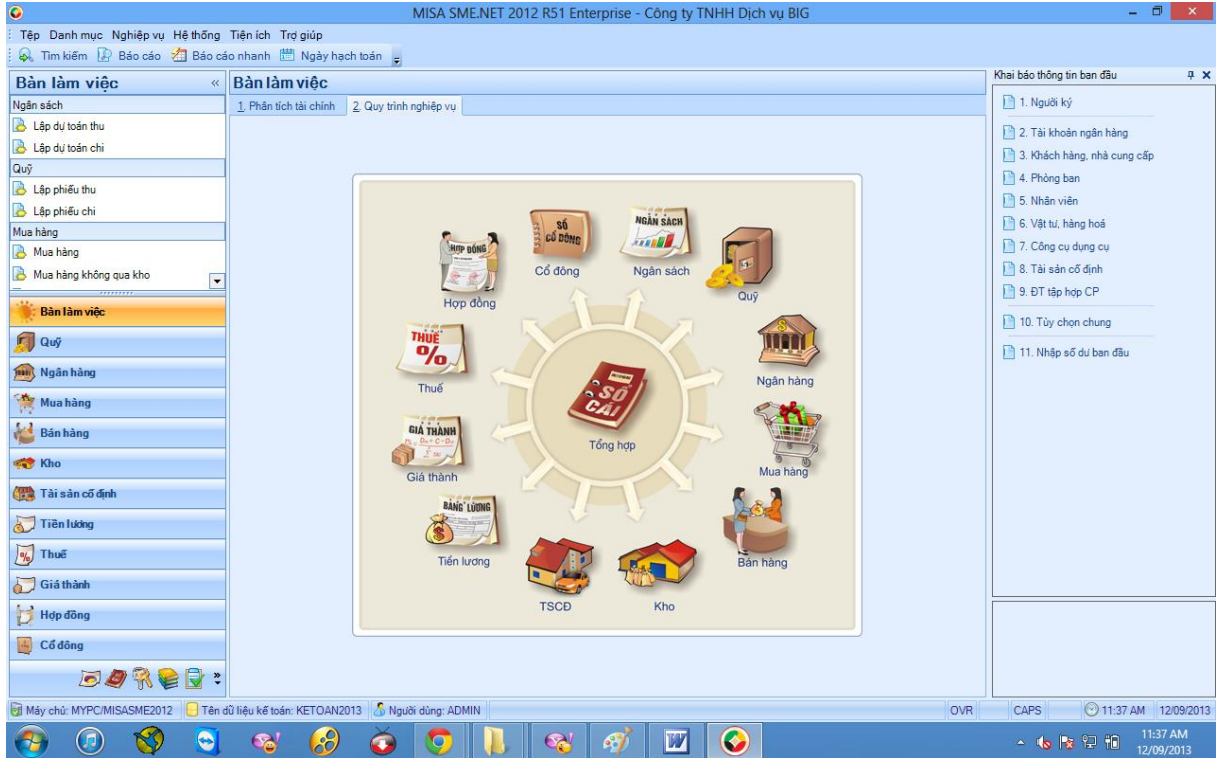 MISA SME.NET 2012 R51 Enterprise - Công ty TNHH Dịch vụ BIG
Tệp Danh mục Nghiệp vụ Hệ thống Tiện ích Trợ giúp
Tìm kiếm Báo cáo Báo cáo nhanh Ngày hạch toán
Bàn làm việc «
Ngân sách
Lập dự toán thu
Lập dự toán chi
Quỹ
Lập phiếu thu
Lập phiếu chi
Mua hàng
Mua hàng
Mua hàng không qua kho
Bàn làm việc
Quỹ
Ngân hàng
Mua hàng
Bán hàng
Kho
Tài sản cố định
Tiền lương
Thuế
Giá thành
Hợp đồng
Cổ đông
Bàn làm việc
1. Phân tích tài chính 2. Quy trình nghiệp vụ
HỢP ĐỒNG
Hợp đồng
SỔ
CỔ ĐÔNG
Cổ đông
NGÂN SÁCH
Ngân sách
Quỹ
THUẾ
%
Thuế
Ngân hàng
SỔ
CÁI
Tổng hợp
GIÁ THÀNH
Giá thành
Mua hàng
BẢNG LƯƠNG
Tiền lương
Bán hàng
TSCĐ
Kho
Khai báo thông tin ban đầu
1. Người ký
2. Tài khoản ngân hàng
3. Khách hàng, nhà cung cấp
4. Phòng ban
5. Nhân viên
6. Vật tư, hàng hoá
7. Công cụ dụng cụ
8. Tài sản cố định
9. ĐT tập hợp CP
10. Tùy chọn chung
11. Nhập số dư ban đầu
Máy chủ: MYPC/MISASME2012 Tên dữ liệu kế toán: KETOAN2013 Người dùng: ADMIN OVR CAPS 11:37 AM 12/09/2013
11:37 AM
12/09/2013